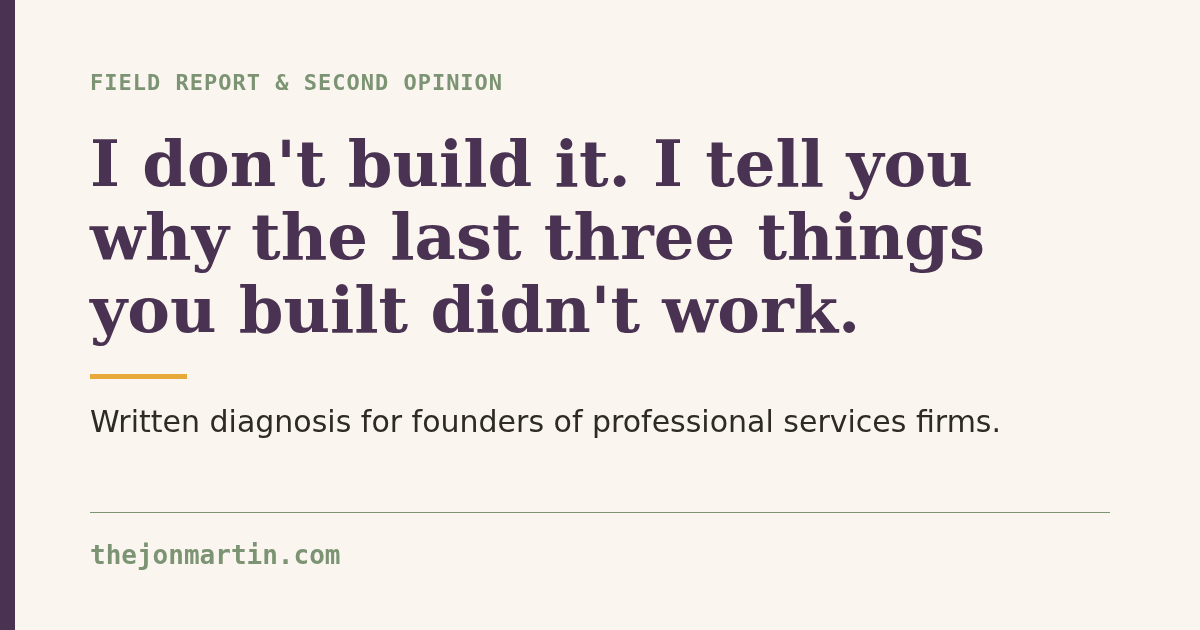 FIELD REPORT & SECOND OPINION
I don't build it. I tell you
why the last three things
you built didn't work.
Written diagnosis for founders of professional services firms.
thejonmartin.com